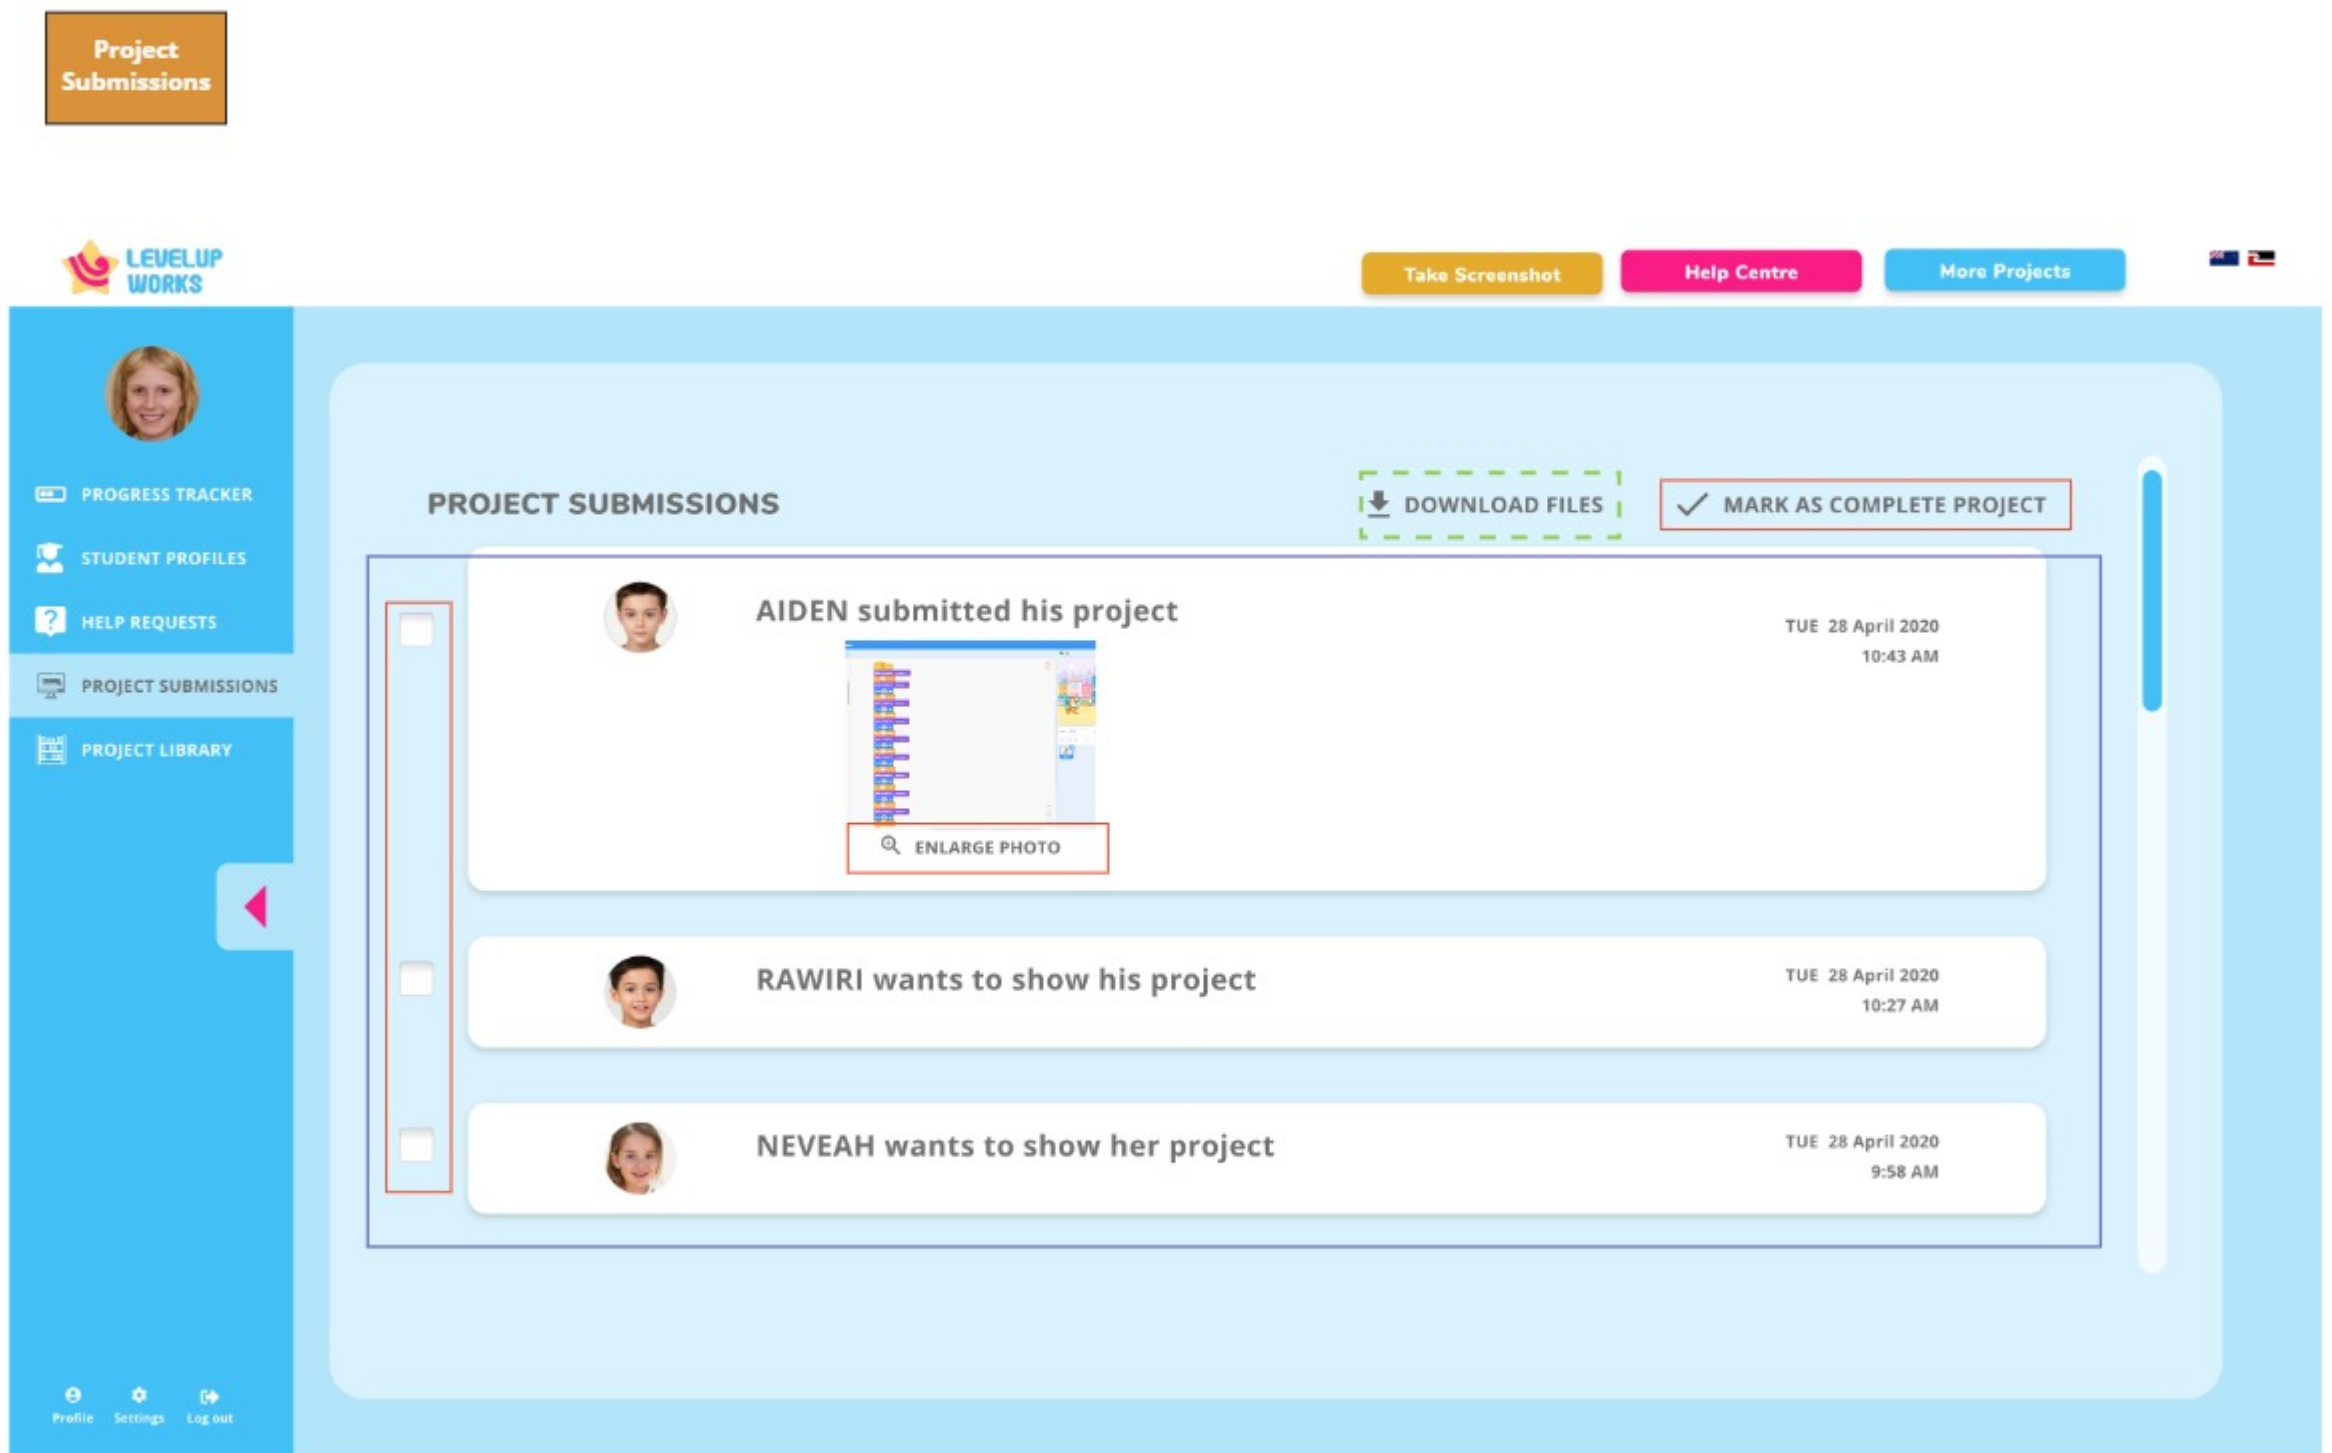 Project
Submissions
LEVELUP
WORKS
Take Screenshot
Help Centre
More Projects
PROGRESS TRACKER
STUDENT PROFILES
HELP REQUESTS
PROJECT SUBMISSIONS
PROJECT LIBRARY
Profile
Settings
Log out
PROJECT SUBMISSIONS
DOWNLOAD FILES
MARK AS COMPLETE PROJECT
AIDEN submitted his project
TUE 28 April 2020
10:43 AM
ENLARGE PHOTO
RAWIRI wants to show his project
TUE 28 April 2020
10:27 AM
NEVEAH wants to show her project
TUE 28 April 2020
9:58 AM